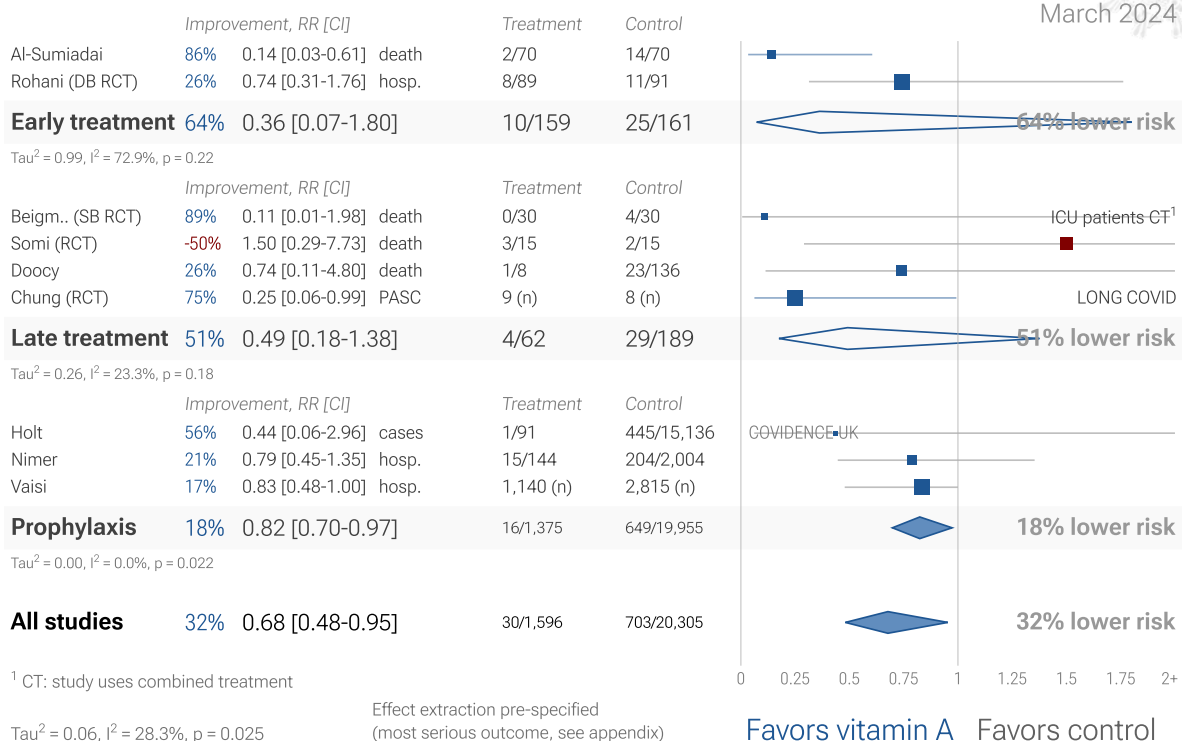 March 2024
Improvement, RR [CI] Treatment Control
Al-Sumiadai 86% 0.14 [0.03-0.61] death 2/70 14/70
Rohani (DB RCT) 26% 0.74 [0.31-1.76] hosp. 8/89 11/91
Early treatment 64% 0.36 [0.07-1.80] 10/159 25/161 64% lower risk
Tau² = 0.99, I² = 72.9%, p = 0.22
Improvement, RR [CI] Treatment Control
Beigm.. (SB RCT) 89% 0.11 [0.01-1.98] death 0/30 4/30 ICU patients CT¹
Somi (RCT) -50% 1.50 [0.29-7.73] death 3/15 2/15
Doocy 26% 0.74 [0.11-4.80] death 1/8 23/136
Chung (RCT) 75% 0.25 [0.06-0.99] PASC 9 (n) 8 (n) LONG COVID
Late treatment 51% 0.49 [0.18-1.38] 4/62 29/189 51% lower risk
Tau² = 0.26, I² = 23.3%, p = 0.18
Improvement, RR [CI] Treatment Control
Holt 56% 0.44 [0.06-2.96] cases 1/91 445/15,136 COVIDENCE UK
Nimer 21% 0.79 [0.45-1.35] hosp. 15/144 204/2,004
Vaisi 17% 0.83 [0.48-1.00] hosp. 1,140 (n) 2,815 (n)
Prophylaxis 18% 0.82 [0.70-0.97] 16/1,375 649/19,955 18% lower risk
Tau² = 0.00, I² = 0.0%, p = 0.022
All studies 32% 0.68 [0.48-0.95] 30/1,596 703/20,305 32% lower risk
0 0.25 0.5 0.75 1 1.25 1.5 1.75 2+
¹ CT: study uses combined treatment
Tau² = 0.06, I² = 28.3%, p = 0.025
Effect extraction pre-specified
(most serious outcome, see appendix)
Favors vitamin A Favors control